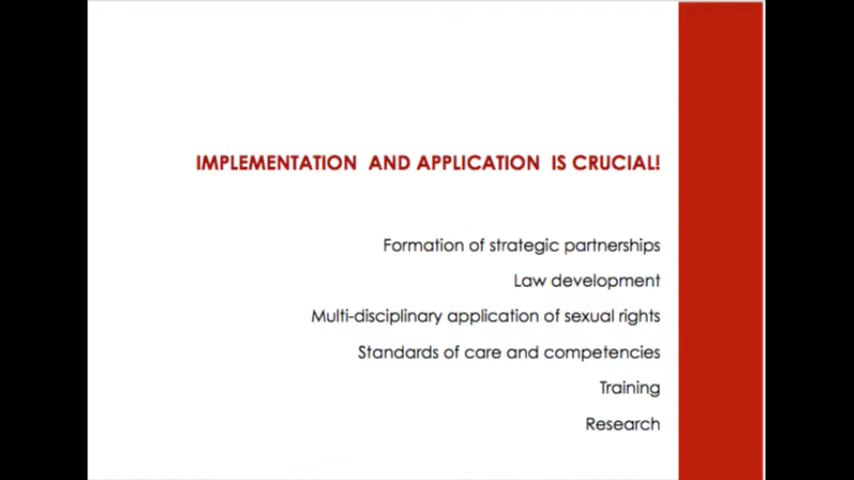 IMPLEMENTATION AND APPLICATION IS CRUCIAL!
Formation of strategic partnerships
Law development
Multi-disciplinary application of sexual rights
Standards of care and competencies
Training
Research